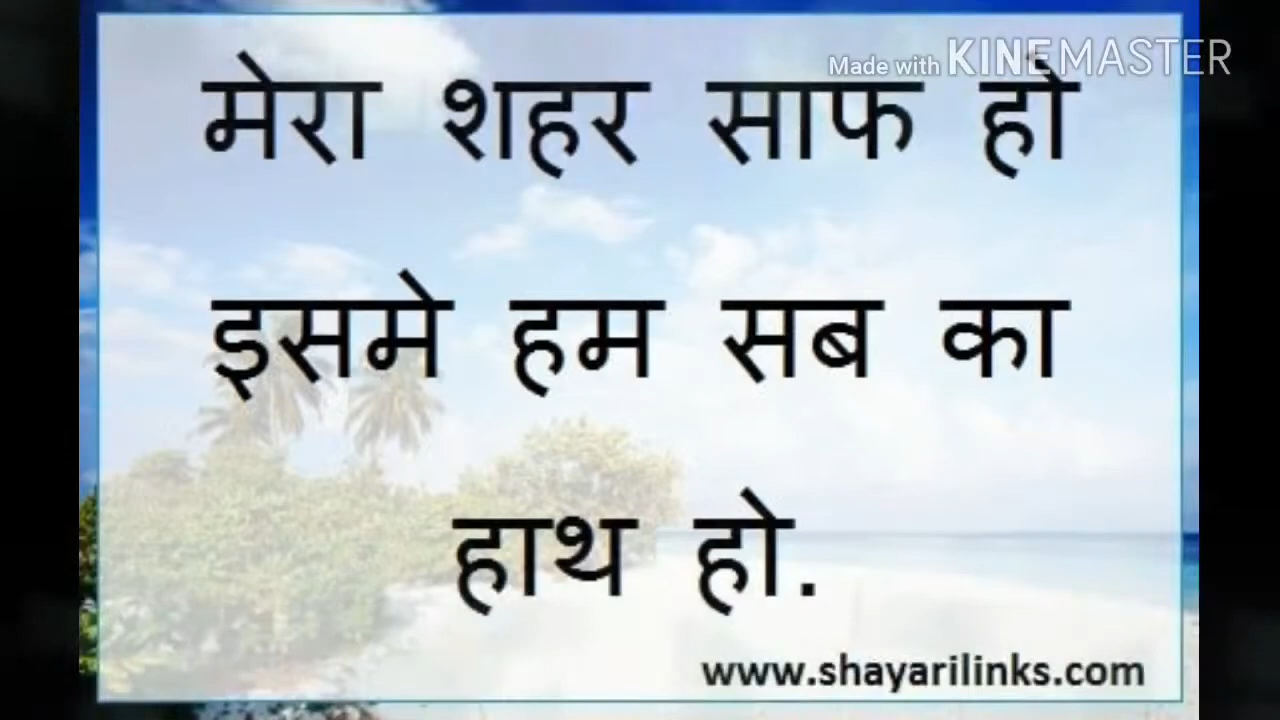 Made with KINEMASTER
मेरा शहर साफ हो
इसमे हम सब का
हाथ हो.
www.shayarilinks.com